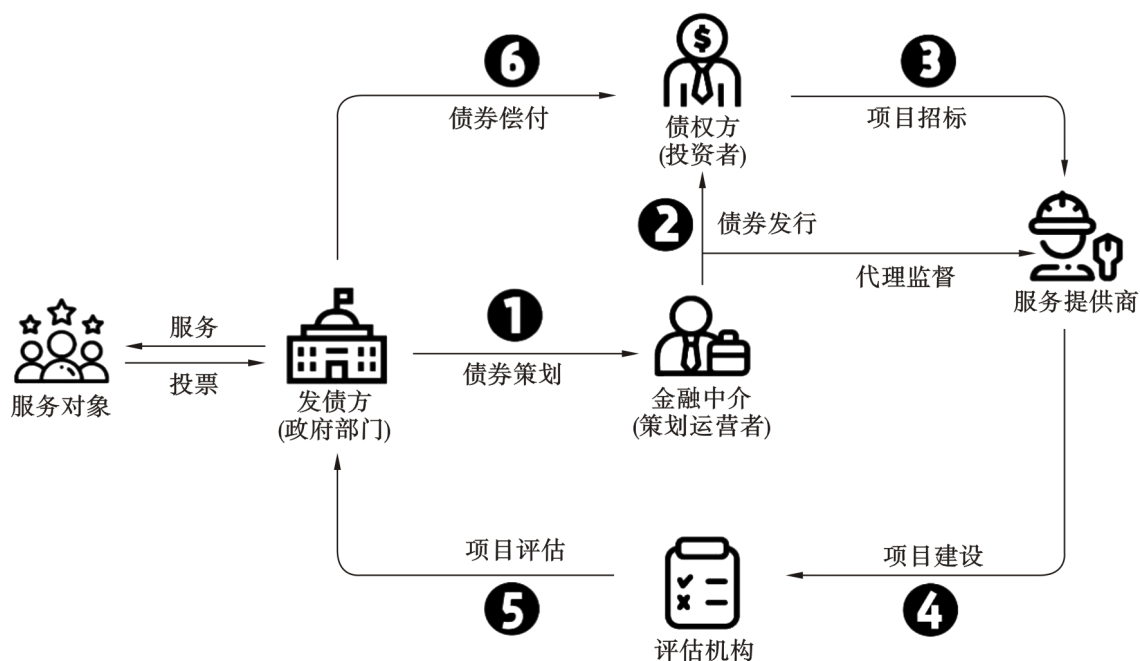 6
债券偿付
$
债权方
(投资者)
3
项目招标
2
债券发行
代理监督
服务提供商
服务
投票
服务对象
发债方
(政府部门)
1
债券策划
金融中介
(策划运营者)
项目评估
5
评估机构
项目建设
4